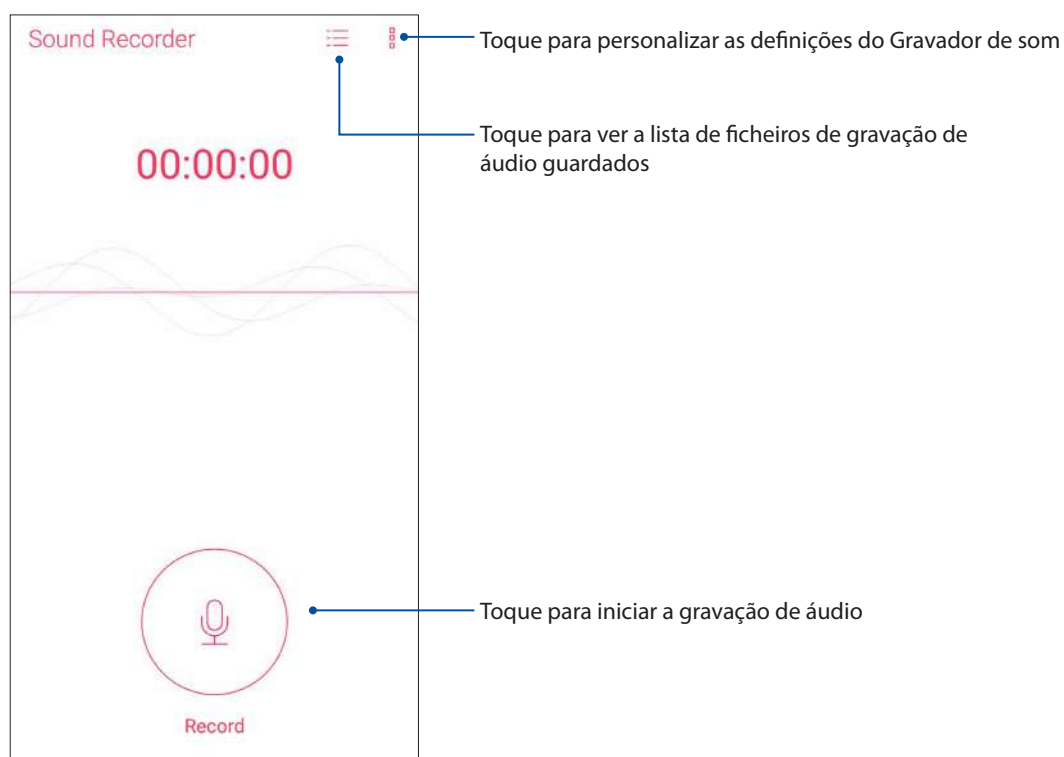 Sound Recorder
Toque para personalizar as definições do Gravador de som
Toque para ver a lista de ficheiros de gravação de
áudio guardados
00:00:00
Toque para iniciar a gravação de áudio
Record